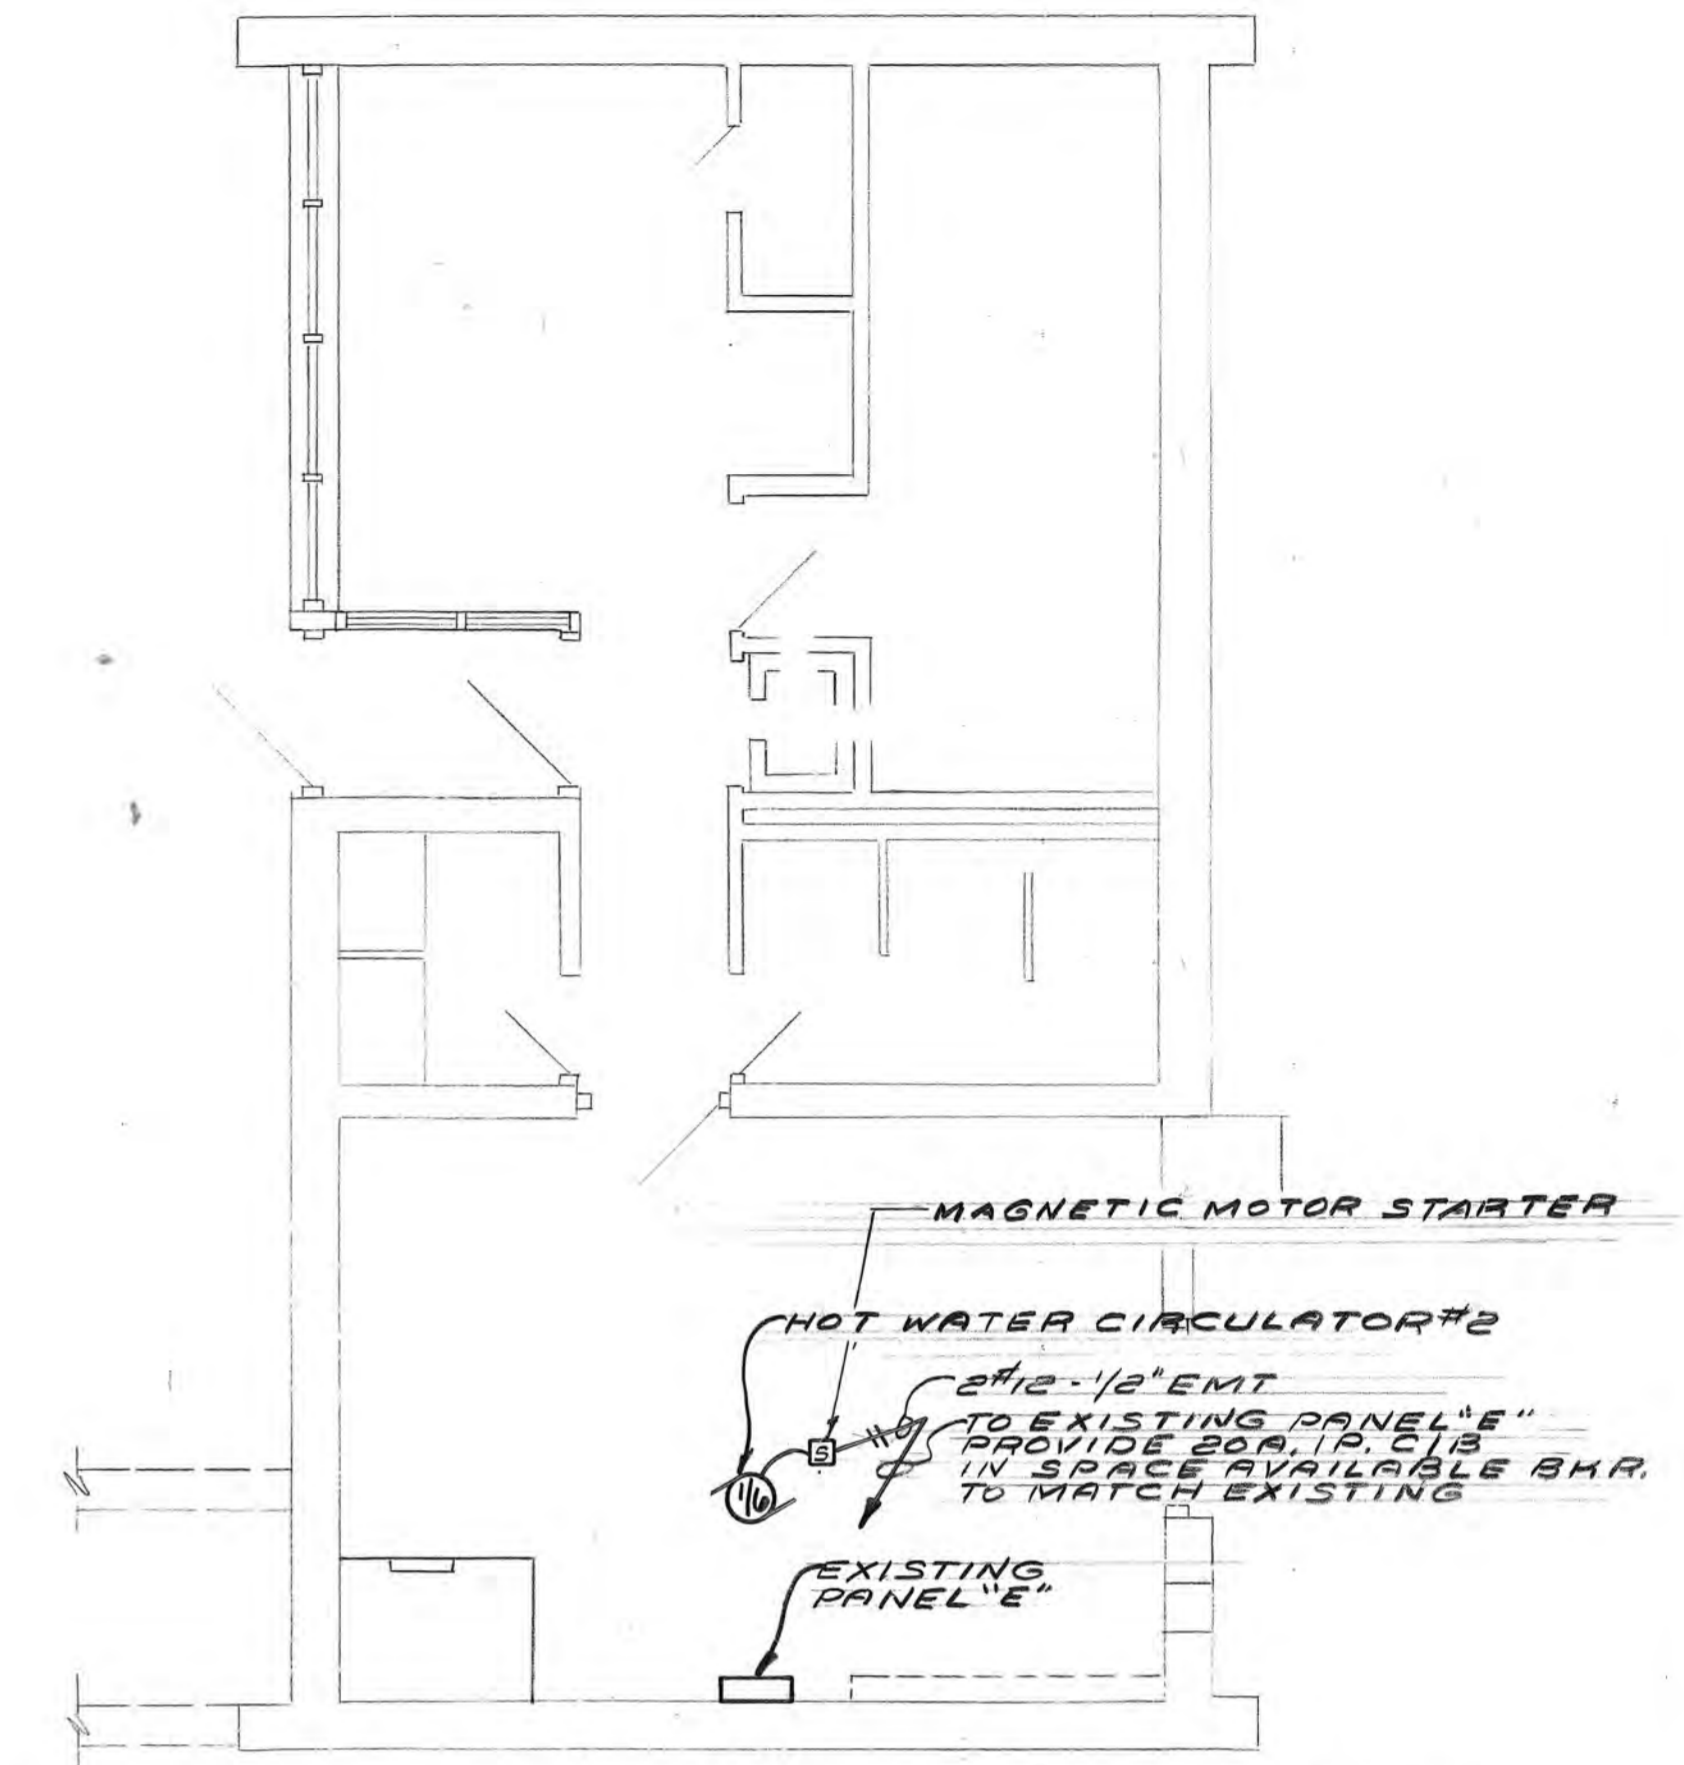 MAGNETIC MOTOR STARTER
HOT WATER CIRCULATOR #2
2#12 - 1/2" EMT
TO EXISTING PANEL "E"
PROVIDE 20A. 1P. C/B
IN SPACE AVAILABLE BKR.
TO MATCH EXISTING
S
1/6
EXISTING
PANEL "E"